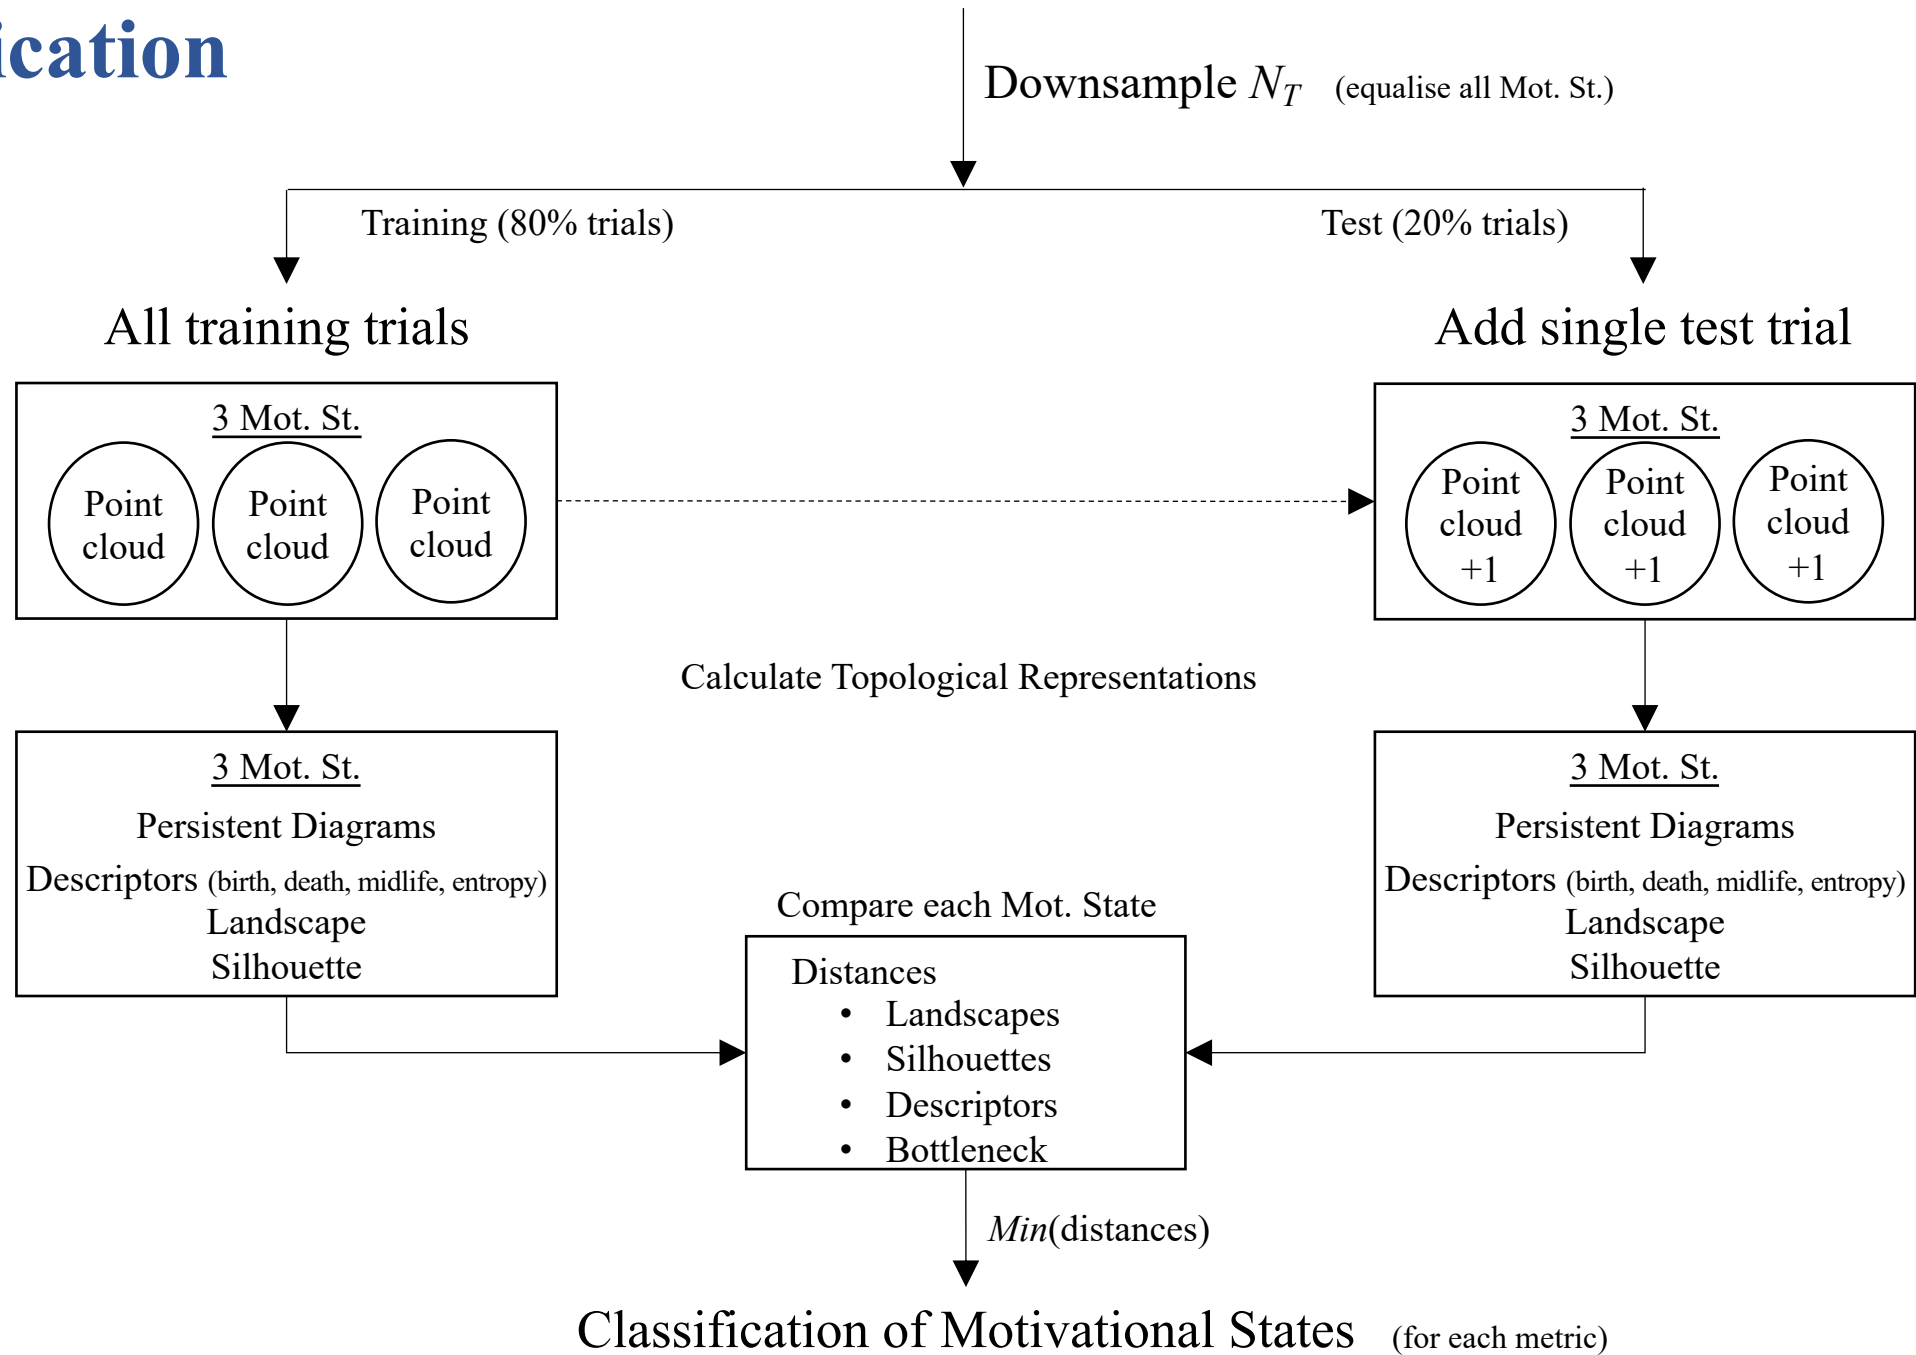 ication
Downsample N_T (equalise all Mot. St.)
Training (80% trials)
Test (20% trials)
All training trials
Add single test trial
3 Mot. St.
Point
cloud
Point
cloud
Point
cloud
3 Mot. St.
Point
cloud
+1
Point
cloud
+1
Point
cloud
+1
Calculate Topological Representations
3 Mot. St.
Persistent Diagrams
Descriptors (birth, death, midlife, entropy)
Landscape
Silhouette
3 Mot. St.
Persistent Diagrams
Descriptors (birth, death, midlife, entropy)
Landscape
Silhouette
Compare each Mot. State
Distances
• Landscapes
• Silhouettes
• Descriptors
• Bottleneck
Min(distances)
Classification of Motivational States (for each metric)